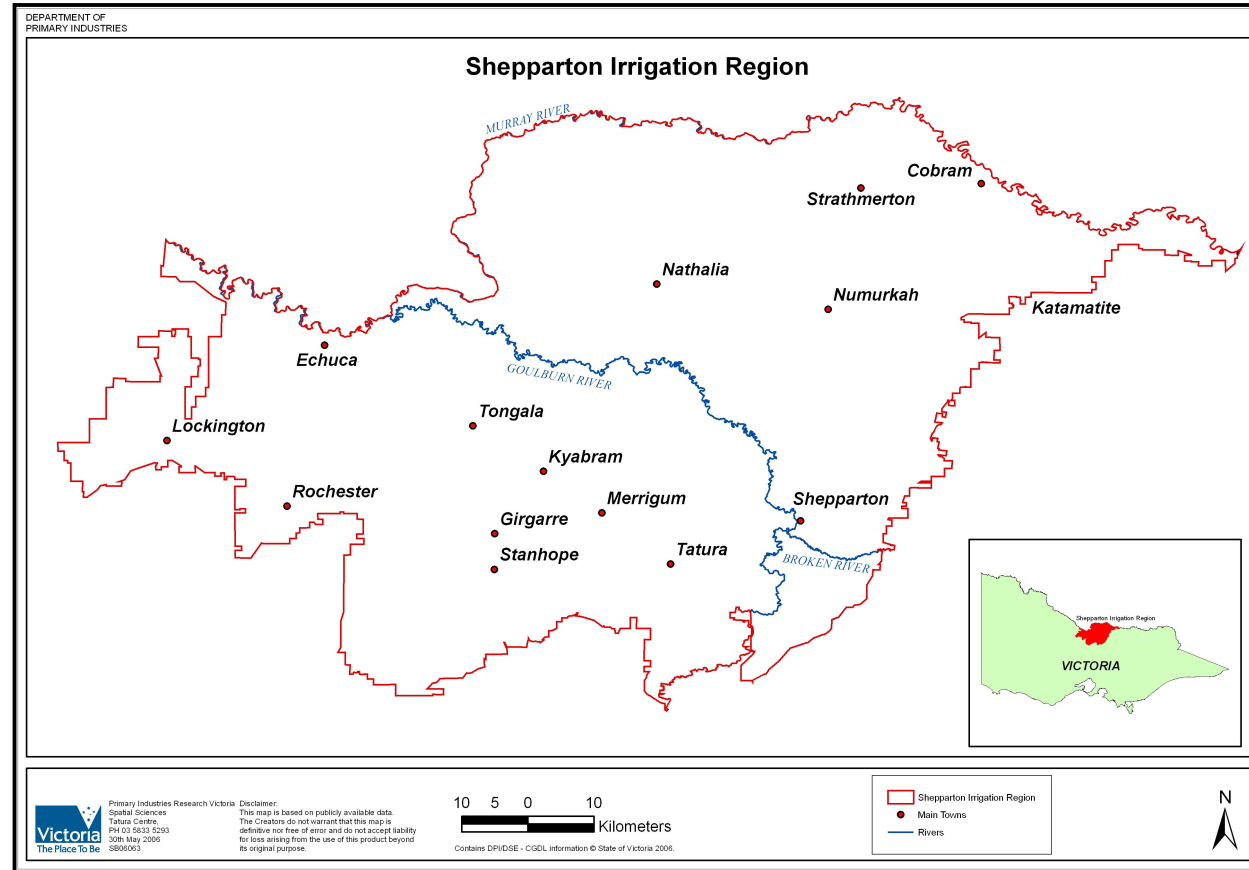 DEPARTMENT OF
PRIMARY INDUSTRIES
Shepparton Irrigation Region
MURRAY RIVER
Cobram
Strathmerton
Nathalia
Numurkah
Katamatite
Echuca
GOULBURN RIVER
Tongala
Lockington
Kyabram
Rochester
Merrigum
Shepparton
Girgarre
Stanhope
Tatura
BROKEN RIVER
Shepparton Irrigation Region
VICTORIA
Victoria
The Place To Be
Primary Industries Research Victoria
Spatial Sciences
Tatura Centre,
PH 03 5833 5293
30th May 2006
SB06063
Disclaimer:
This map is based on publicly available data.
The Creators do not warrant that this map is
definitive nor free of error and do not accept liability
for loss arising from the use of this product beyond
its original purpose.
10 5 0 10
Kilometers
Contains DPI/DSE - CGDL information © State of Victoria 2006.
Shepparton Irrigation Region
Main Towns
Rivers
N